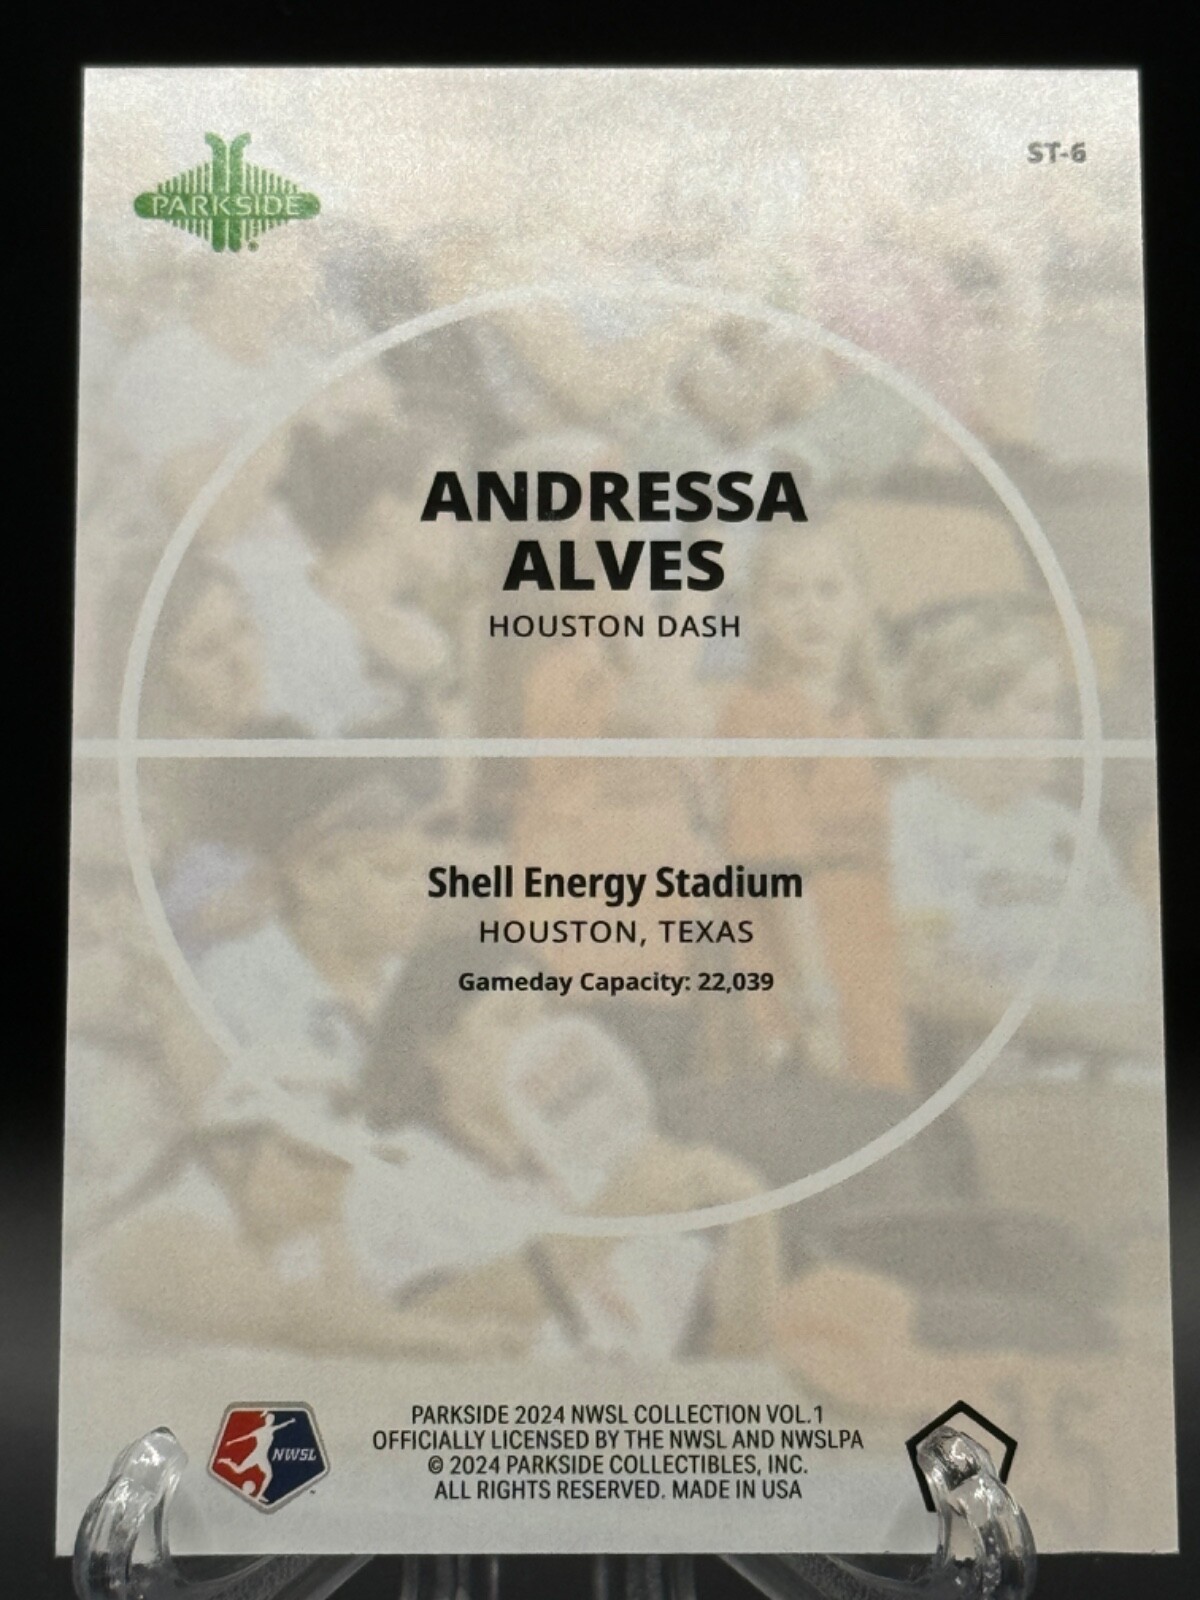 PARKSIDE
ST-6
ANDRESSA
ALVES
HOUSTON DASH
Shell Energy Stadium
HOUSTON, TEXAS
Gameday Capacity: 22,039
NWSL
PARKSIDE 2024 NWSL COLLECTION VOL.1
OFFICIALLY LICENSED BY THE NWSL AND NWSLPA
© 2024 PARKSIDE COLLECTIBLES, INC.
ALL RIGHTS RESERVED. MADE IN USA